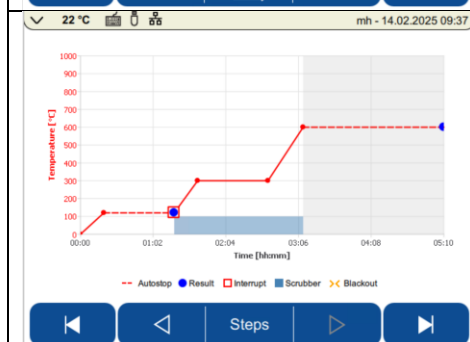 22 °C
mh - 14.02.2025 09:37
1000
900
800
700
600
500
400
300
200
100
0
Temperature [°C]
00:00 01:02 02:04 03:06 04:08 05:10
Time [hh:mm]
Autostop Result Interrupt Scrubber Blackout
Steps